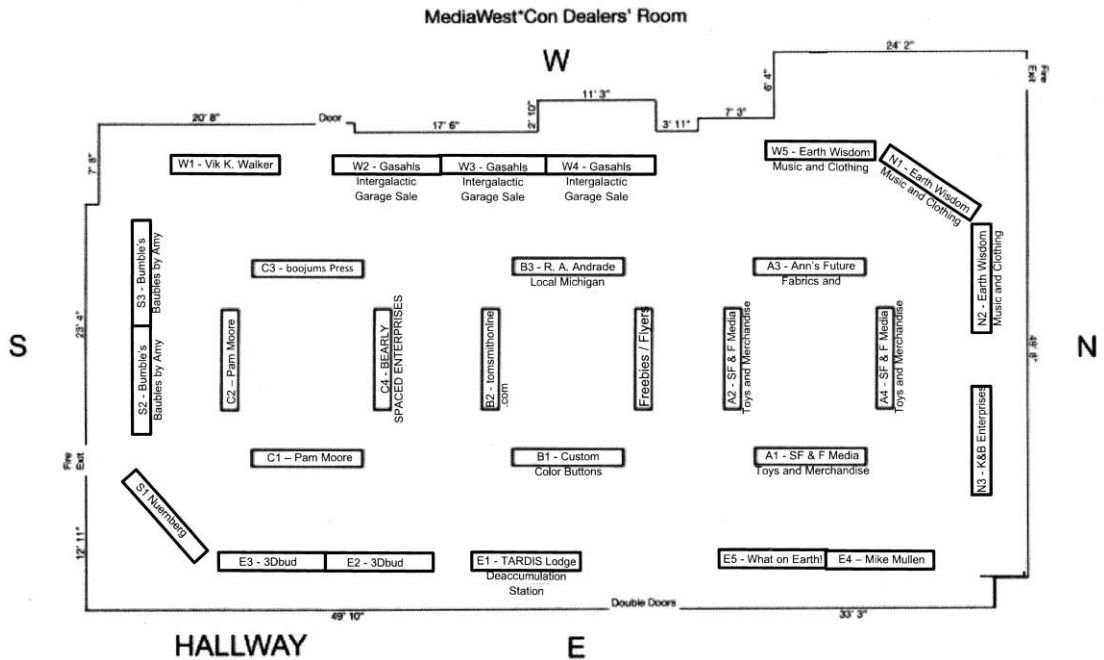 MediaWest*Con Dealers' Room
W
24' 2"
Fire
Exit
6' 4"
11' 3"
2' 10"
7' 3"
3' 11"
20' 8"
Door
17' 6"
7' 8"
W1 - Vik K. Walker
W2 - Gasahls
Intergalactic
Garage Sale
W3 - Gasahls
Intergalactic
Garage Sale
W4 - Gasahls
Intergalactic
Garage Sale
W5 - Earth Wisdom
Music and Clothing
N1 - Earth Wisdom
Music and Clothing
S3 - Bumble's
Baubles by Amy
C3 - boojums Press
B3 - R. A. Andrade
Local Michigan
A3 - Ann's Future
Fabrics and
N2 - Earth Wisdom
Music and Clothing
S
23' 4"
S2 - Bumble's
Baubles by Amy
C2 – Pam Moore
C4 - BEARLY
SPACED ENTERPRISES
B2 - tomsmithonline
.com
Freebies / Flyers
A2 - SF & F Media
Toys and Merchandise
A4 - SF & F Media
Toys and Merchandise
49' 8"
N
N3 - K&B Enterprises
Fire
Exit
C1 – Pam Moore
B1 - Custom
Color Buttons
A1 - SF & F Media
Toys and Merchandise
S1 Nuernberg
12' 11"
E3 - 3Dbud
E2 - 3Dbud
E1 - TARDIS Lodge
Deaccumulation
Station
E5 - What on Earth!
E4 – Mike Mullen
49' 10"
Double Doors
33' 3"
HALLWAY
E